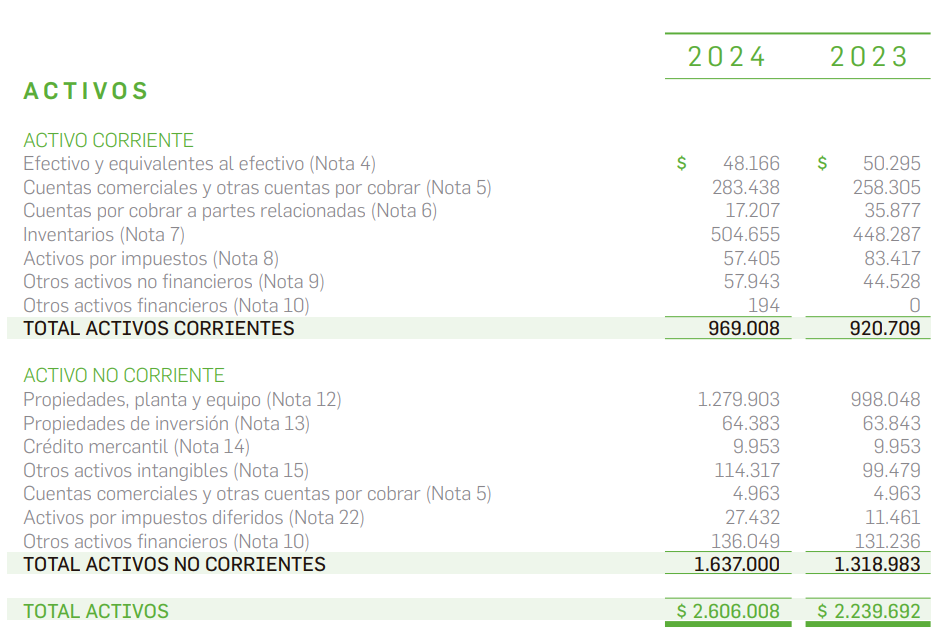 2024 2023
ACTIVOS
ACTIVO CORRIENTE
Efectivo y equivalentes al efectivo (Nota 4) $ 48.166 $ 50.295
Cuentas comerciales y otras cuentas por cobrar (Nota 5) 283.438 258.305
Cuentas por cobrar a partes relacionadas (Nota 6) 17.207 35.877
Inventarios (Nota 7) 504.655 448.287
Activos por impuestos (Nota 8) 57.405 83.417
Otros activos no financieros (Nota 9) 57.943 44.528
Otros activos financieros (Nota 10) 194 0
TOTAL ACTIVOS CORRIENTES 969.008 920.709
ACTIVO NO CORRIENTE
Propiedades, planta y equipo (Nota 12) 1.279.903 998.048
Propiedades de inversión (Nota 13) 64.383 63.843
Crédito mercantil (Nota 14) 9.953 9.953
Otros activos intangibles (Nota 15) 114.317 99.479
Cuentas comerciales y otras cuentas por cobrar (Nota 5) 4.963 4.963
Activos por impuestos diferidos (Nota 22) 27.432 11.461
Otros activos financieros (Nota 10) 136.049 131.236
TOTAL ACTIVOS NO CORRIENTES 1.637.000 1.318.983
TOTAL ACTIVOS $ 2.606.008 $ 2.239.692